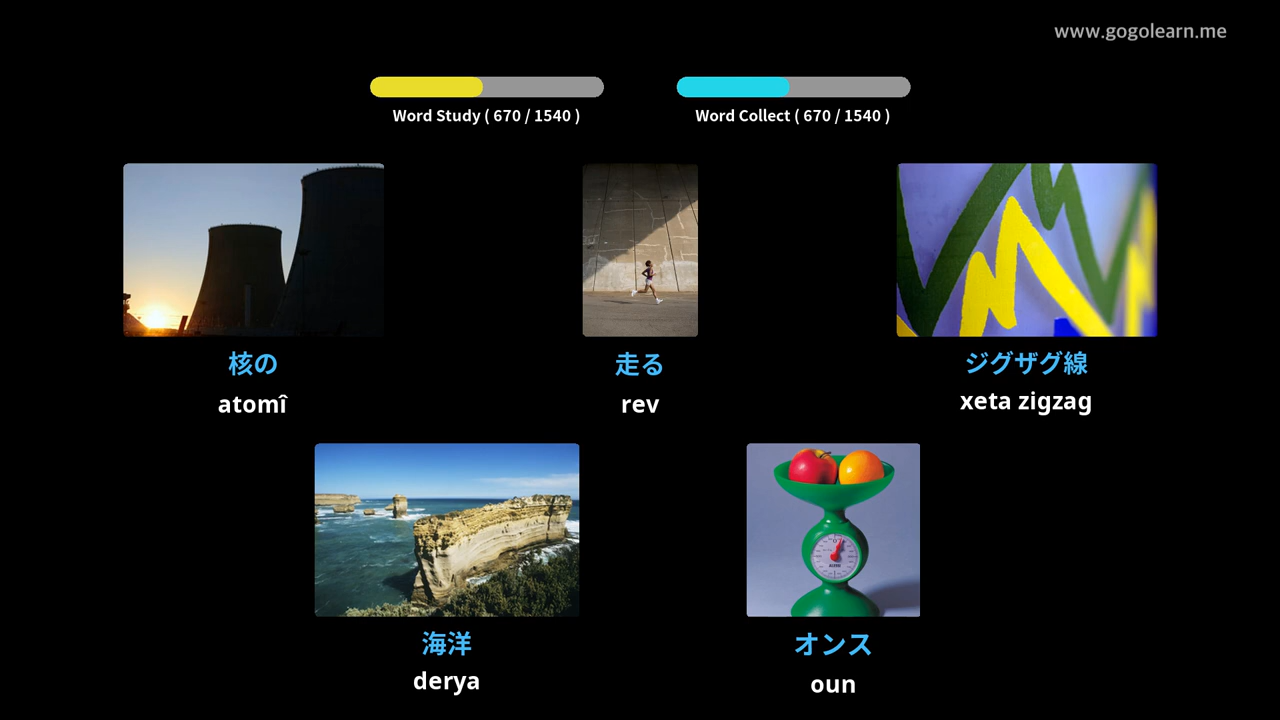 www.gogolearn.me
Word Study ( 670 / 1540 )
Word Collect ( 670 / 1540 )
核の
atomî
走る
rev
ジグザグ線
xeta zigzag
海洋
derya
オンス
oun